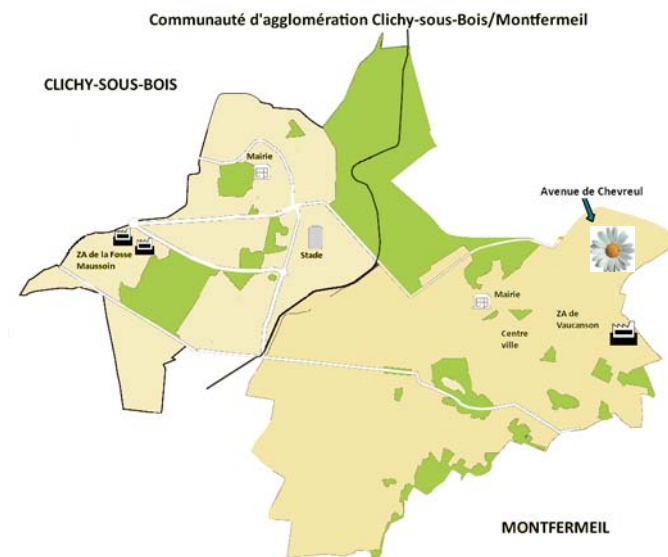 Communauté d'agglomération Clichy-sous-Bois/Montfermeil
CLICHY-SOUS-BOIS
Mairie
Avenue de Chevreul
ZA de la Fosse
Maussoin
Stade
Mairie
Centre
ville
ZA de
Vaucanson
MONTFERMEIL